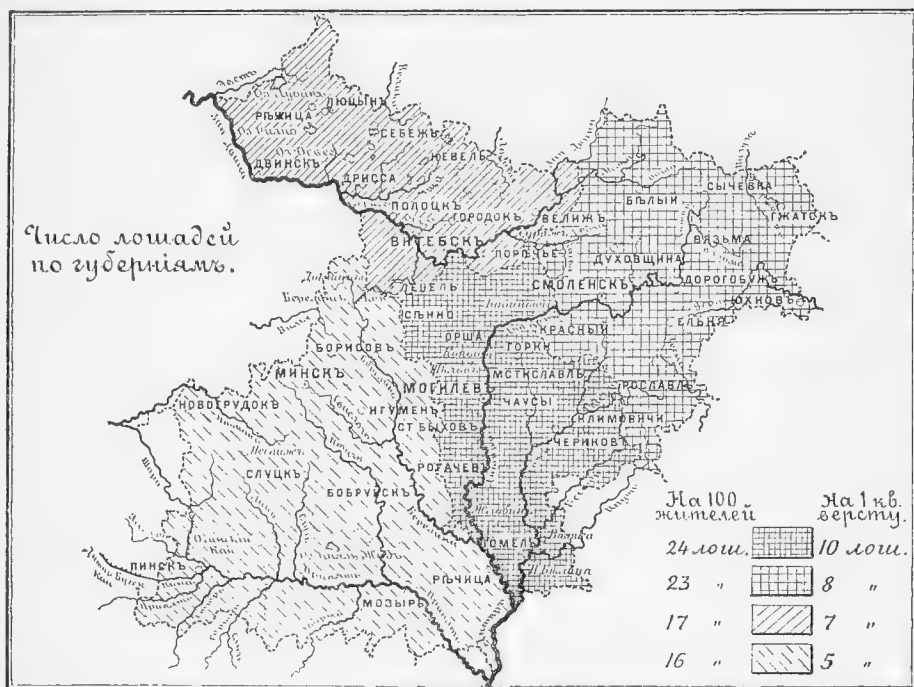 Число лошадей
по губерніямъ.
ЛЮЦЫНЪ
РѢЖИЦА
СЕБЕЖЪ
НЕВЕЛЬ
ДВИНСКЪ
ДРИССА
ПОЛОЦКЪ
ГОРОДОКЪ
ВЕЛИЖЪ
ВИТЕБСКЪ
ПОРѢЧЬЕ
БѢЛЫЙ
СЫЧЕВКА
ГЖАТСКЪ
ВЯЗЬМА
ДУХОВЩИНА
СМОЛЕНСКЪ
ДОРОГОБУЖЪ
ЮХНОВЪ
ЕЛЬНЯ
ЛЕПЕЛЬ
СѢННО
ОРША
КРАСНЫЙ
ГОРКИ
БОРИСОВЪ
МИНСКЪ
МОГИЛЕВЪ
МСТИСЛАВЛЬ
РОСЛАВЛЬ
ЧАУСЫ
НОВОГРУДОКЪ
ИГУМЕНЪ
СТ.БЫХОВЪ
КЛИМОВИЧИ
ЧЕРИКОВЪ
СЛУЦКЪ
РОГАЧЕВЪ
БОБРУЙСКЪ
ГОМЕЛЬ
ПИНСКЪ
РѢЧИЦА
МОЗЫРЬ
На 100 жителей
На 1 кв. версту.
24 лош. 10 лош.
23 „ 8 „
17 „ 7 „
16 „ 5 „